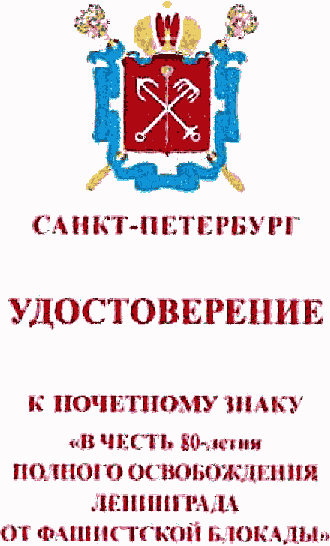 САНКТ-ПЕТЕРБУРГ
УДОСТОВЕРЕНИЕ
К ПОЧЕТНОМУ ЗНАКУ
«В ЧЕСТЬ 80-летия
ПОЛНОГО ОСВОБОЖДЕНИЯ
ЛЕНИНГРАДА
ОТ ФАШИСТСКОЙ БЛОКАДЫ»